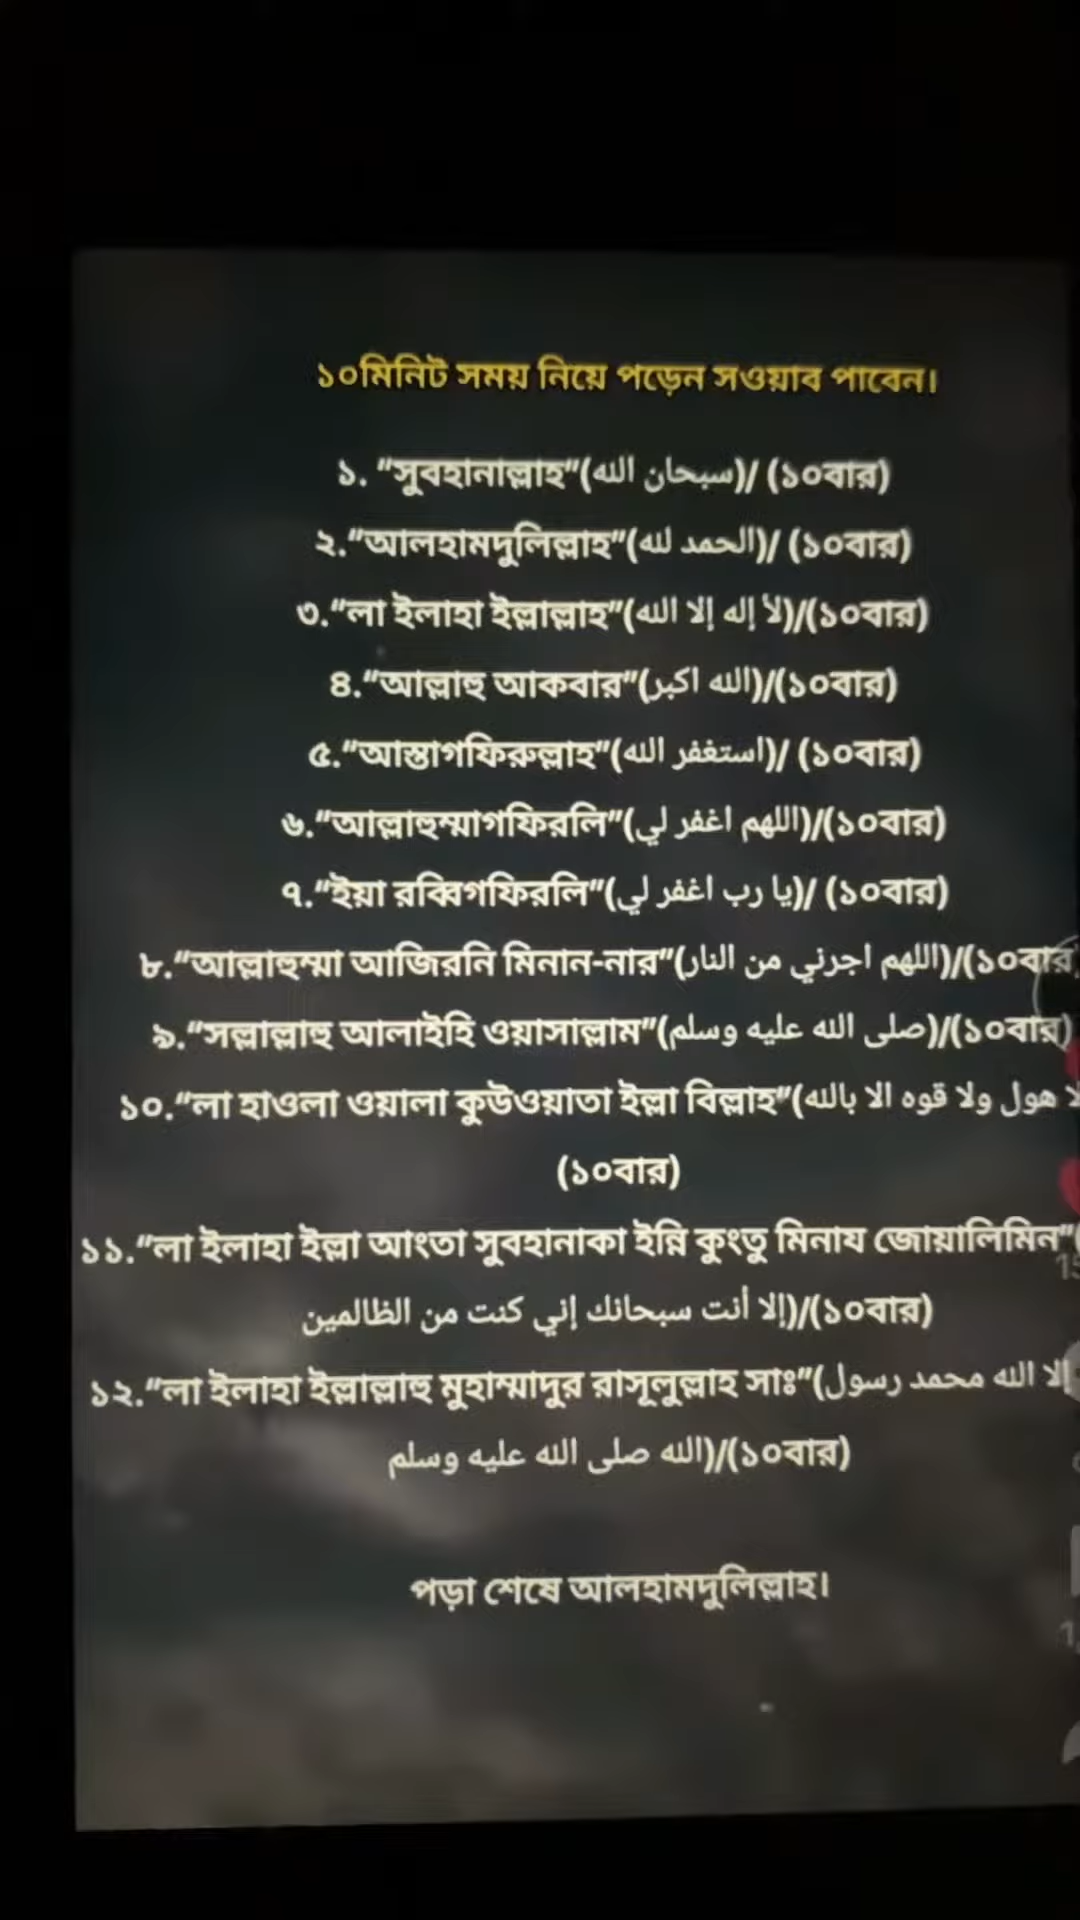 ১০মিনিট সময় নিয়ে পড়েন সওয়াব পাবেন।
১. "সুবহানাল্লাহ"(سبحان الله)/ (১০বার)
২."আলহামদুলিল্লাহ"(الحمد لله)/ (১০বার)
৩."লা ইলাহা ইল্লাল্লাহ"(لا إله إلا الله)/(১০বার)
৪."আল্লাহু আকবার"(الله اكبر)/(১০বার)
৫."আস্তাগফিরুল্লাহ"(استغفر الله)/ (১০বার)
৬."আল্লাহুম্মাগফিরলি"(اللهم اغفر لي)/(১০বার)
৭."ইয়া রব্বিগফিরলি"(يا رب اغفر لي)/ (১০বার)
৮."আল্লাহুম্মা আজিরনি মিনান-নার"(اللهم اجرني من النار)/(১০বার
৯."সল্লাল্লাহু আলাইহি ওয়াসাল্লাম"(صلى الله عليه وسلم)/(১০বার)
১০."লা হাওলা ওয়ালা কুউওয়াতা ইল্লা বিল্লাহ"(لا هول ولا قوه الا بالله
(১০বার)
১১."লা ইলাহা ইল্লা আংতা সুবহানাকা ইন্নি কুংতু মিনায জোয়ালিমিন"(
إلا أنت سبحانك إني كنت من الظالمين)/(১০বার)
১২."লা ইলাহা ইল্লাল্লাহু মুহাম্মাদুর রাসূলুল্লাহ সাঃ"(إلا الله محمد رسول
الله صلى الله عليه وسلم)/(১০বার)
পড়া শেষে আলহামদুলিল্লাহ।